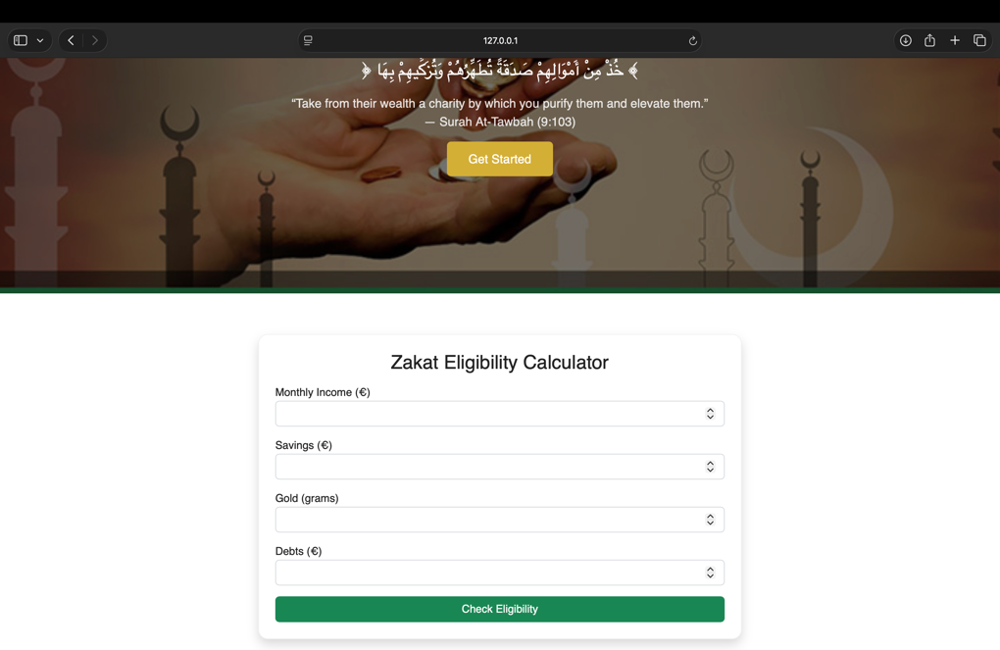 127.0.0.1
﴿ خُذْ مِنْ أَمْوَالِهِمْ صَدَقَةً تُطَهِّرُهُمْ وَتُزَكِّيهِمْ بِهَا ﴾
“Take from their wealth a charity by which you purify them and elevate them.”
— Surah At-Tawbah (9:103)
Get Started
Zakat Eligibility Calculator
Monthly Income (€)
Savings (€)
Gold (grams)
Debts (€)
Check Eligibility